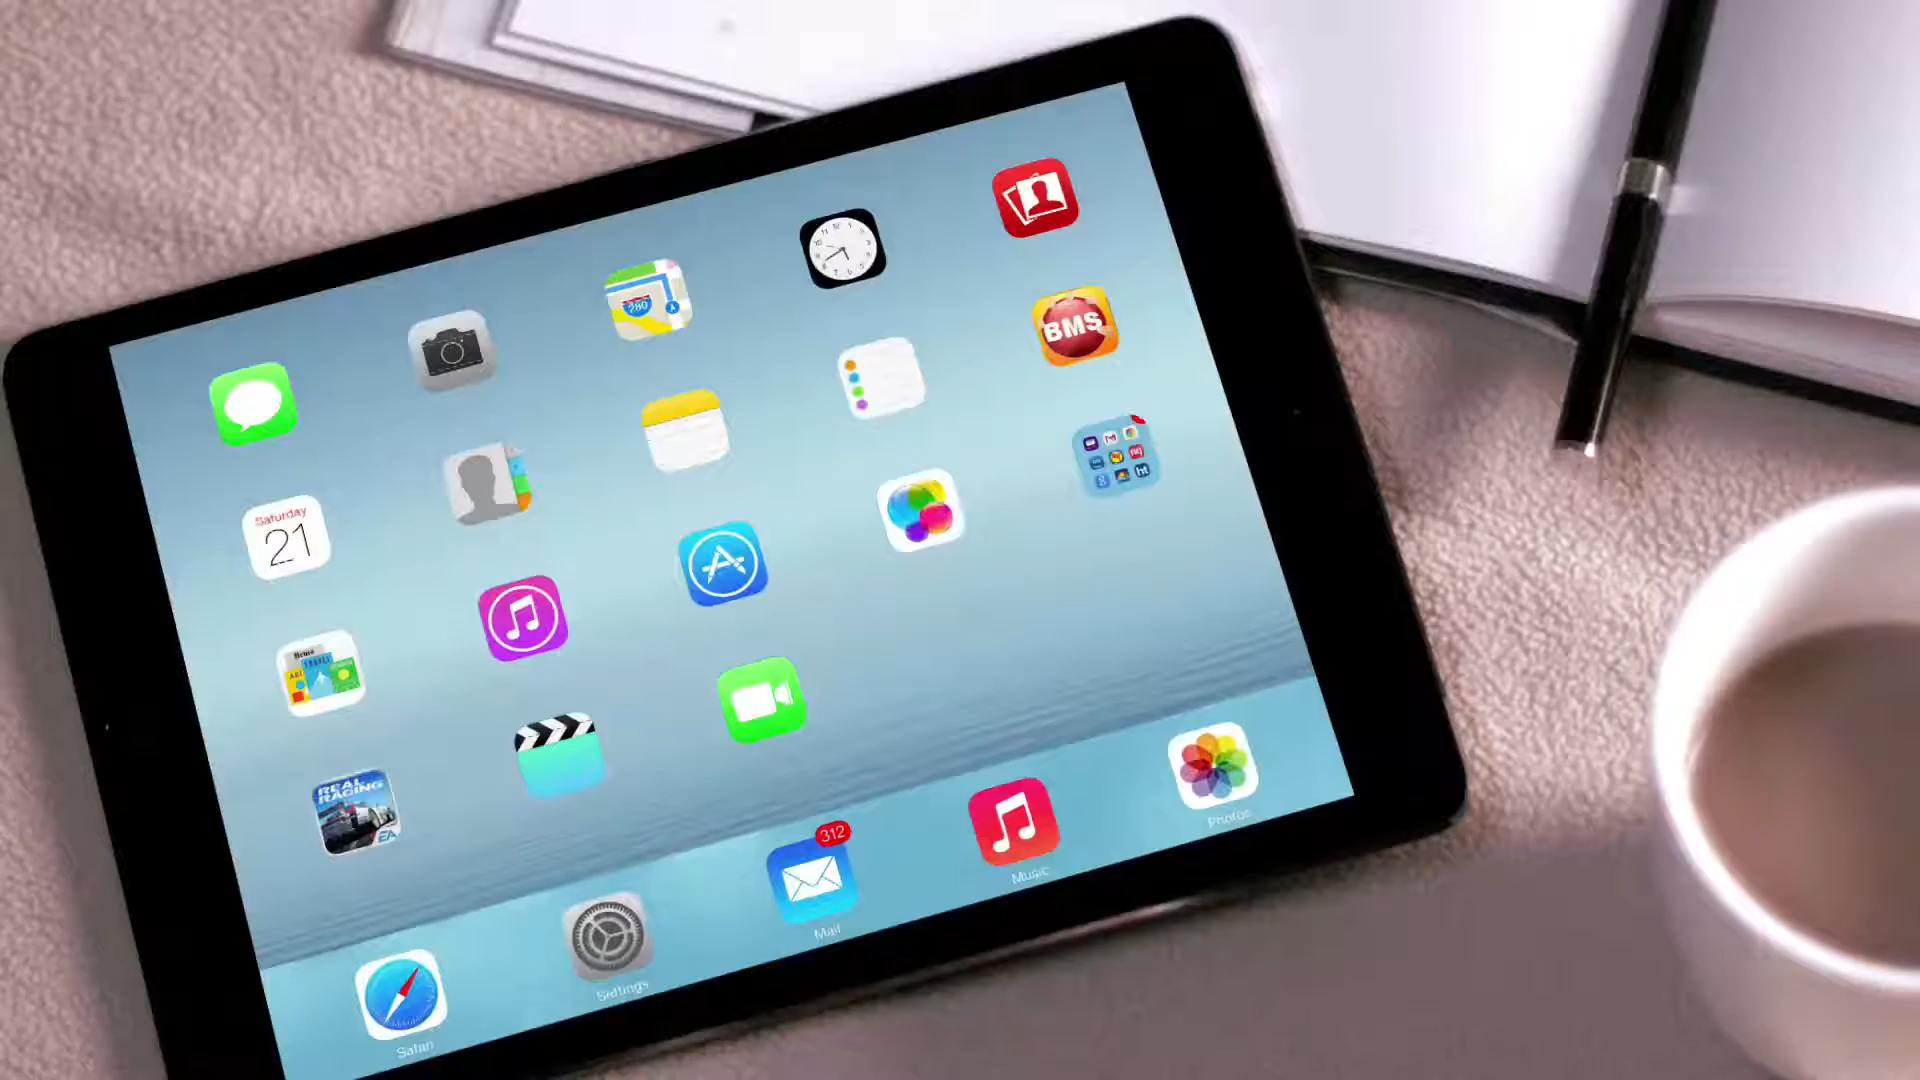 280
BMS
Saturday
21
REAL
RACING
EA
312
Photos
Music
Mail
Settings
Safari